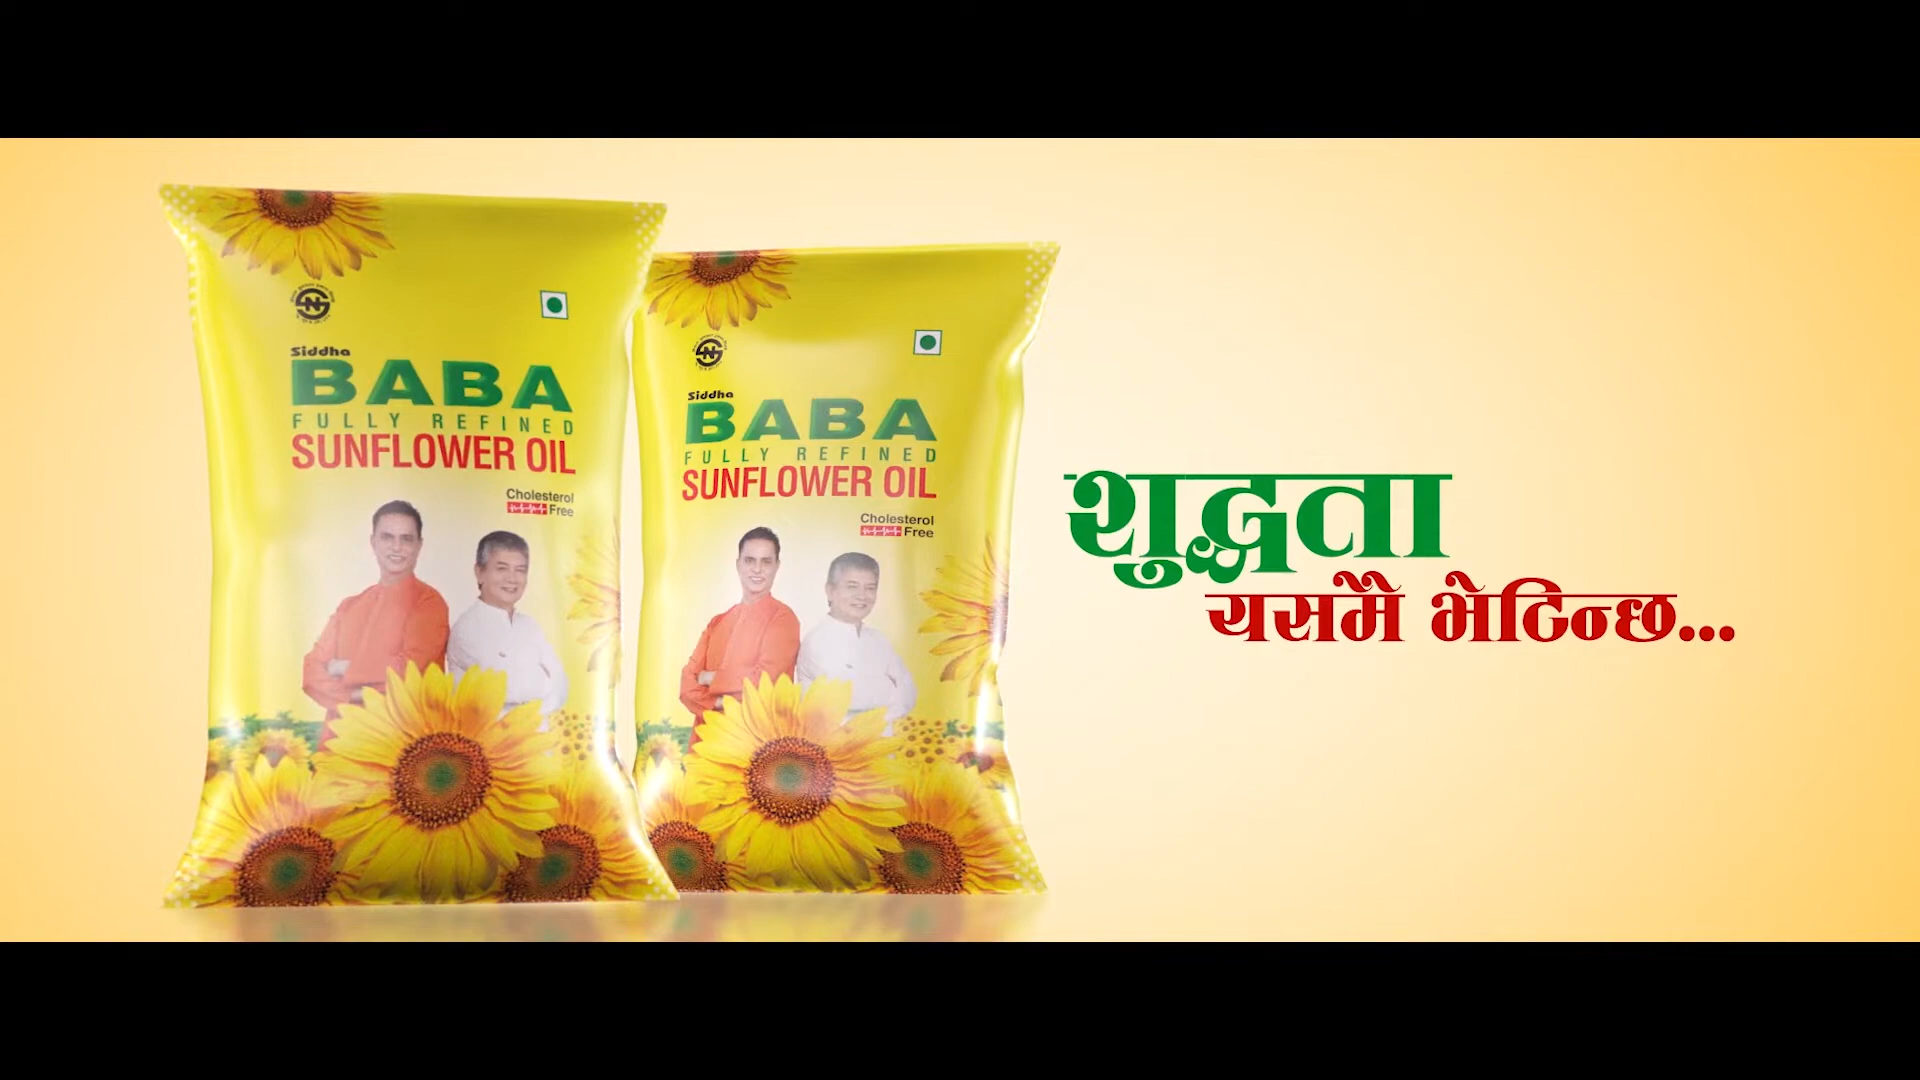 Siddha
BABA
FULLY REFINED
SUNFLOWER OIL
Cholesterol
Free
Siddha
BABA
FULLY REFINED
SUNFLOWER OIL
Cholesterol
Free
शुद्धता
यसमै भेटिन्छ...